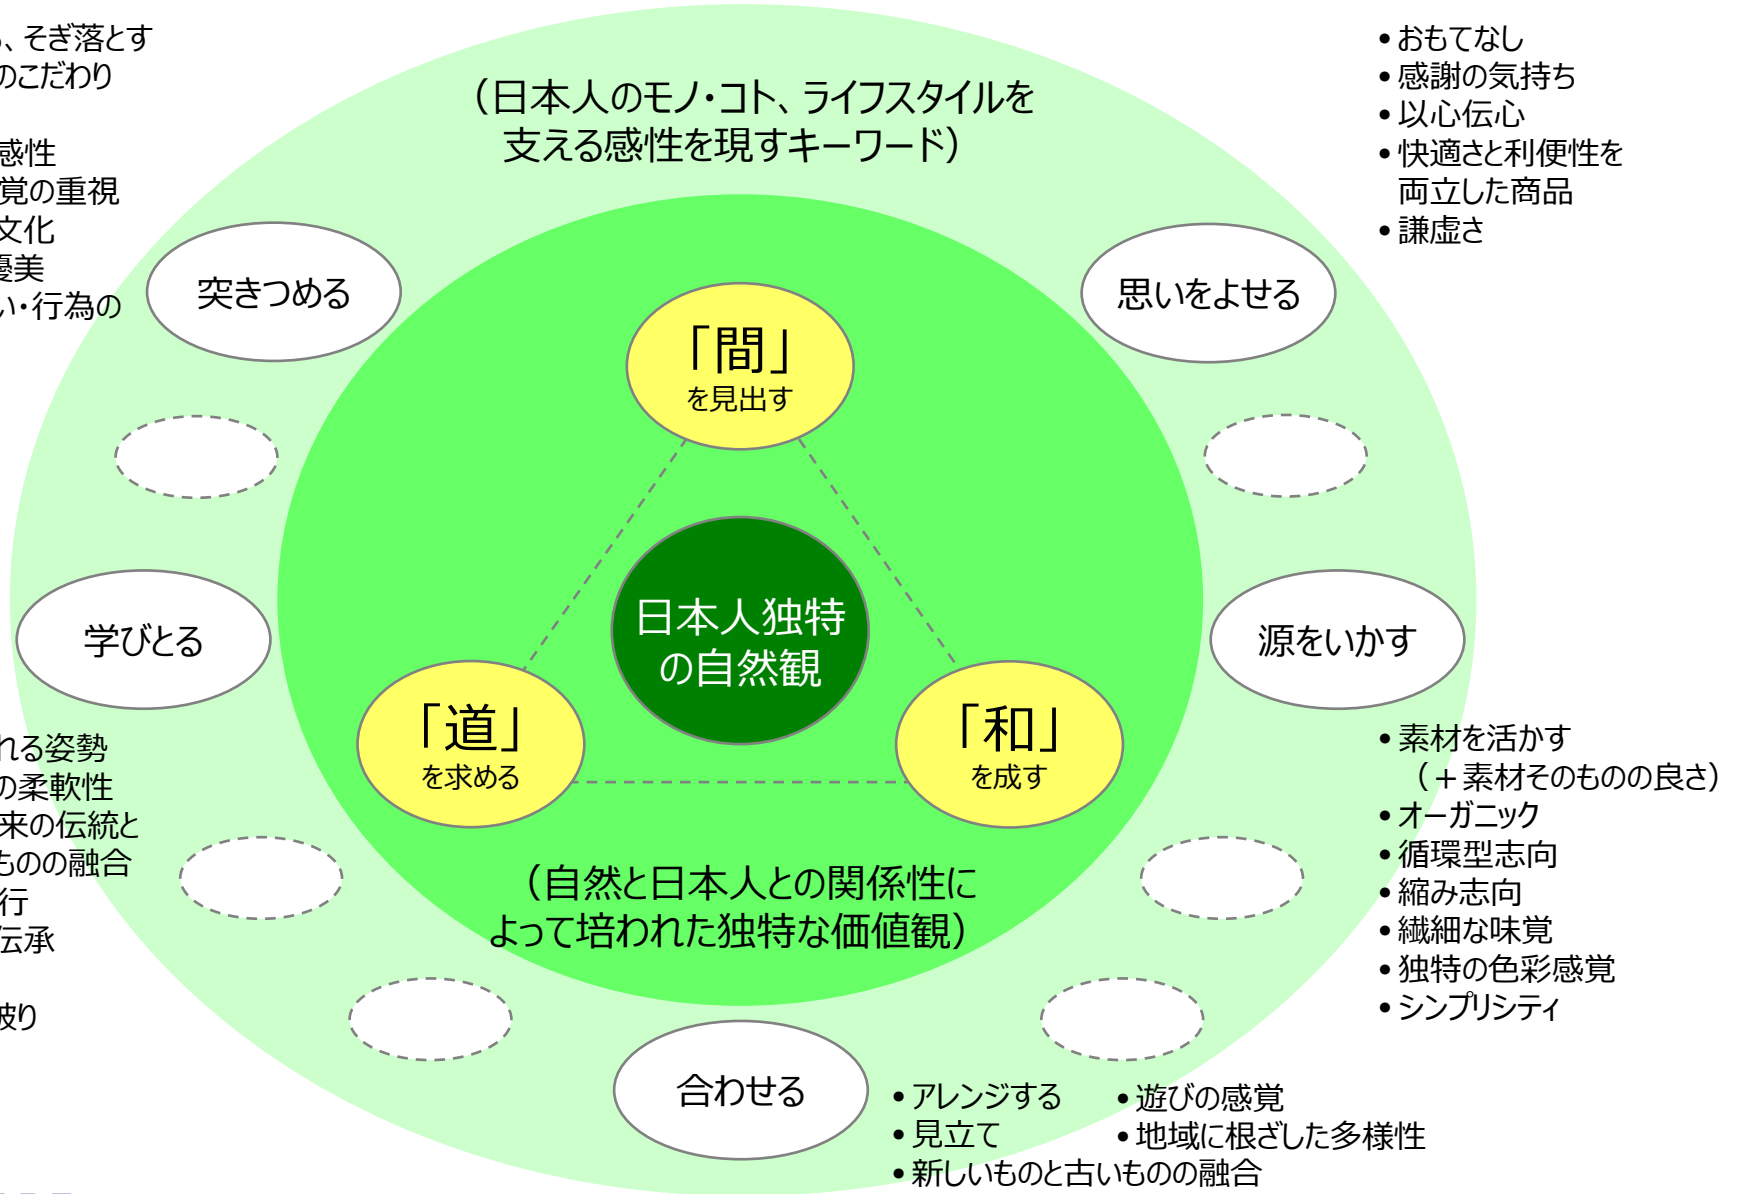 、そぎ落とす
のこだわり
感性
覚の重視
文化
優美
い・行為の
（日本人のモノ・コト、ライフスタイルを
支える感性を現すキーワード）
• おもてなし
• 感謝の気持ち
• 以心伝心
• 快適さと利便性を
両立した商品
• 謙虚さ
突きつめる
思いをよせる
「間」
を見出す
日本人独特
の自然観
学びとる
源をいかす
「道」
を求める
「和」
を成す
れる姿勢
の柔軟性
来の伝統と
ものの融合
行
伝承
破り
（自然と日本人との関係性に
よって培われた独特な価値観）
• 素材を活かす
（＋素材そのものの良さ）
• オーガニック
• 循環型志向
• 縮み志向
• 繊細な味覚
• 独特の色彩感覚
• シンプリシティ
合わせる
• アレンジする • 遊びの感覚
• 見立て • 地域に根ざした多様性
• 新しいものと古いものの融合